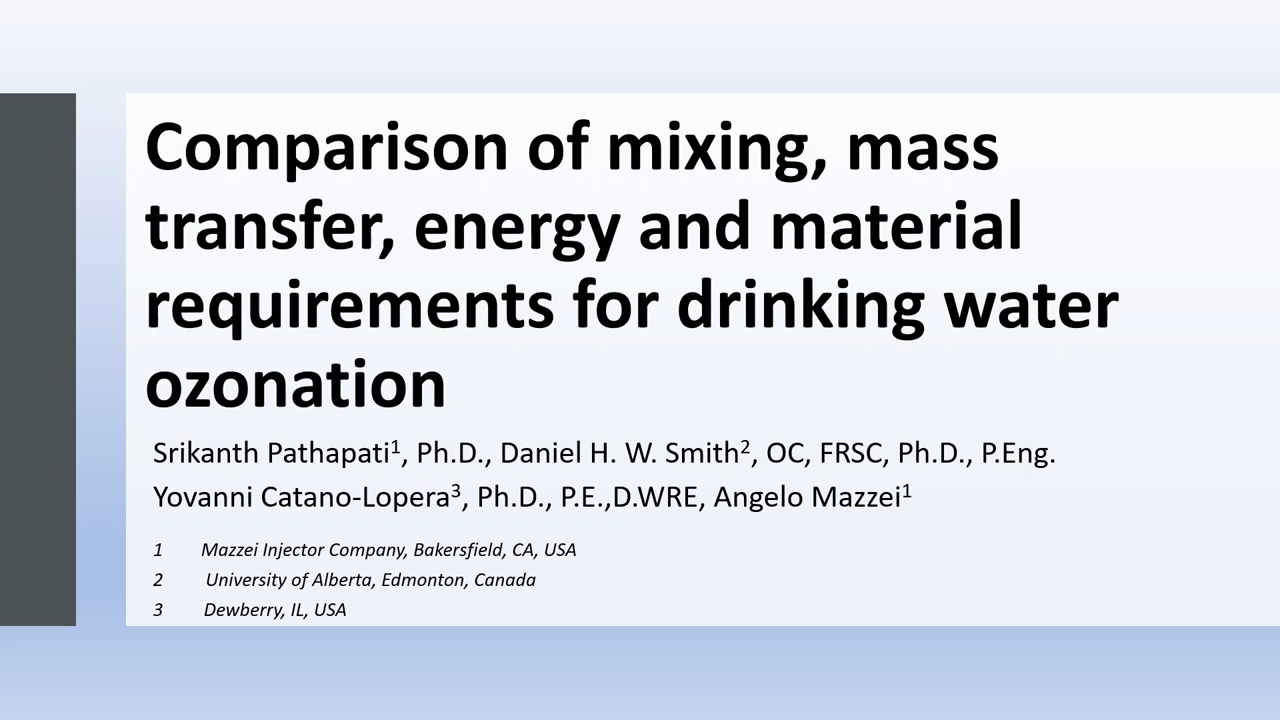 Comparison of mixing, mass
transfer, energy and material
requirements for drinking water
ozonation
Srikanth Pathapati¹, Ph.D., Daniel H. W. Smith², OC, FRSC, Ph.D., P.Eng.
Yovanni Catano-Lopera³, Ph.D., P.E.,D.WRE, Angelo Mazzei¹
1 Mazzei Injector Company, Bakersfield, CA, USA
2 University of Alberta, Edmonton, Canada
3 Dewberry, IL, USA